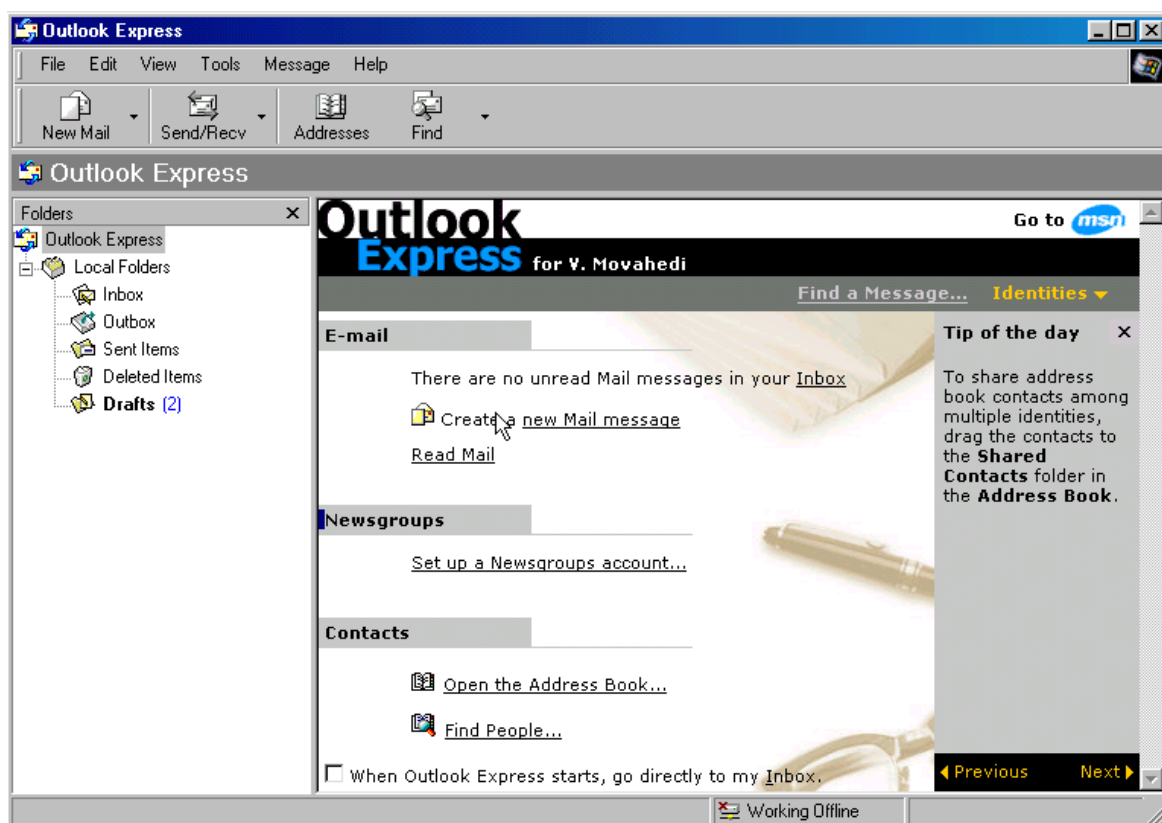 Outlook Express
File Edit View Tools Message Help
New Mail Send/Recv Addresses Find
Outlook Express
Folders
Outlook Express
Local Folders
Inbox
Outbox
Sent Items
Deleted Items
Drafts (2)
Outlook
Express for V. Movahedi
Go to msn
Find a Message... Identities
E-mail
There are no unread Mail messages in your Inbox
Create a new Mail message
Read Mail
Newsgroups
Set up a Newsgroups account...
Contacts
Open the Address Book...
Find People...
When Outlook Express starts, go directly to my Inbox.
Tip of the day
To share address
book contacts among
multiple identities,
drag the contacts to
the Shared
Contacts folder in
the Address Book.
Previous Next
Working Offline